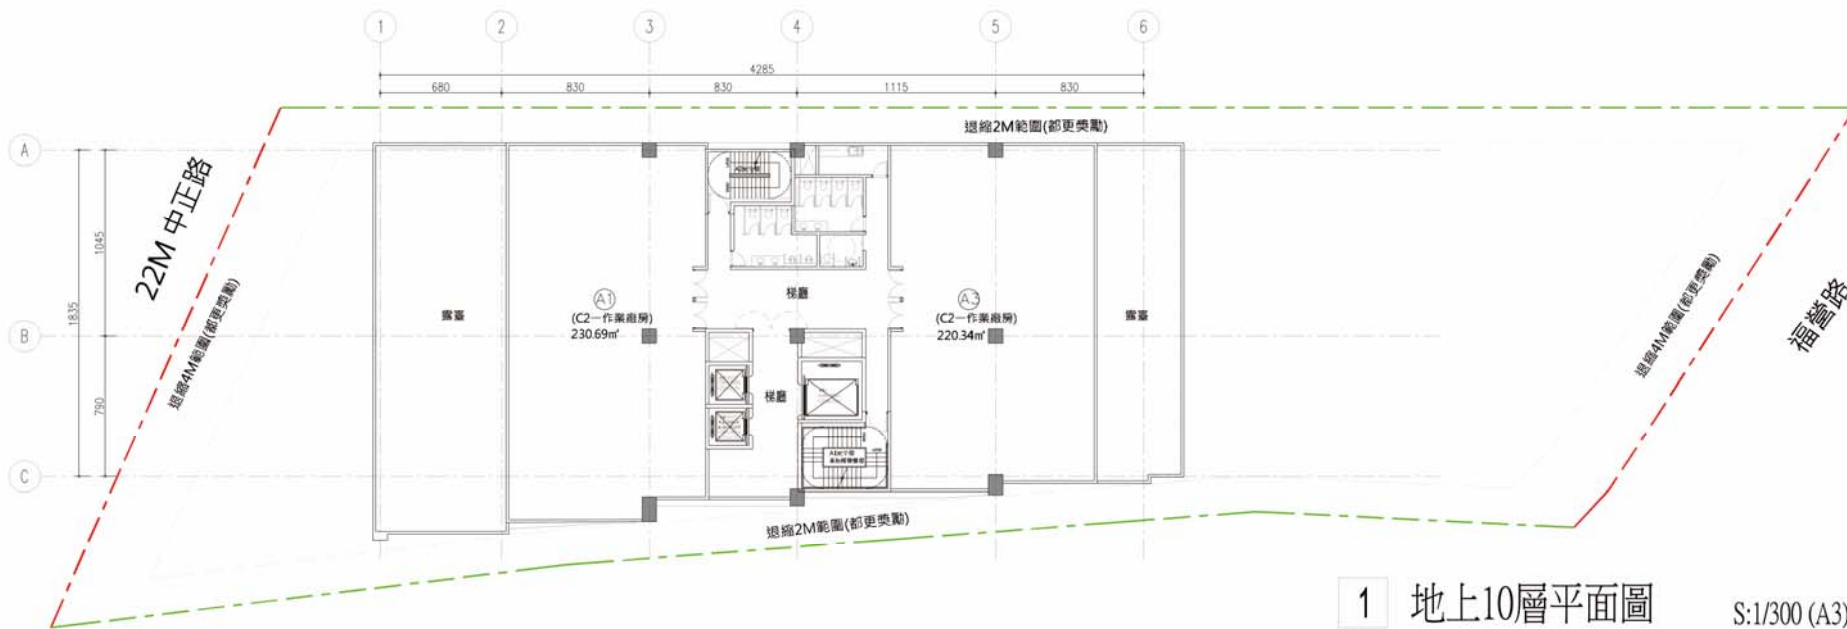 1 2 3 4 5 6
4285
680 830 830 1115 830
退縮2M範圍(都更獎勵)
A
22M 中正路
1045
退縮4M範圍(都更獎勵)
1835
B
790
C
露臺
A1
(C2一作業廠房)
230.69㎡
梯廳
梯廳
A3
(C2一作業廠房)
220.34㎡
露臺
退縮4M範圍(都更獎勵)
福營路
退縮2M範圍(都更獎勵)
1 地上10層平面圖 S:1/300 (A3)